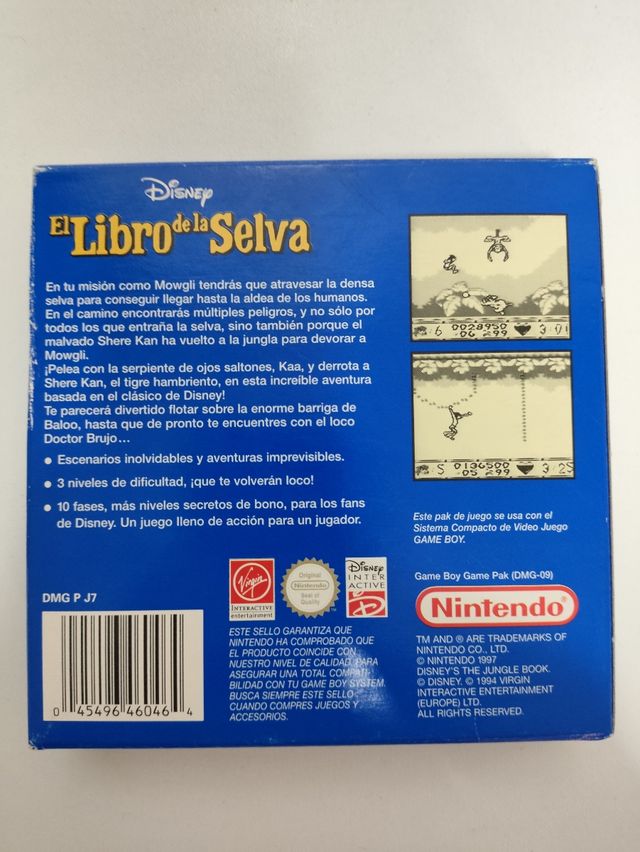 Disney
El Libro de la Selva
En tu misión como Mowgli tendrás que atravesar la densa
selva para conseguir llegar hasta la aldea de los humanos.
En el camino encontrarás múltiples peligros, y no sólo por
todos los que entraña la selva, sino también porque el
malvado Shere Kan ha vuelto a la jungla para devorar a
Mowgli.
¡Pelea con la serpiente de ojos saltones, Kaa, y derrota a
Shere Kan, el tigre hambriento, en esta increíble aventura
basada en el clásico de Disney!
Te parecerá divertido flotar sobre la enorme barriga de
Baloo, hasta que de pronto te encuentres con el loco
Doctor Brujo...
• Escenarios inolvidables y aventuras imprevisibles.
• 3 niveles de dificultad, ¡que te volverán loco!
• 10 fases, más niveles secretos de bono, para los fans
de Disney. Un juego lleno de acción para un jugador.
6 0028950 3 01
06 99
S 0136500 3 25
05 99
Este pak de juego se usa con el
Sistema Compacto de Video Juego
GAME BOY.
DMG P J7
0 45496 46046 4
Virgin
INTERACTIVE
entertainment
Original
Nintendo
Seal of
Quality
DISNEY
INTER
ACTIVE
D
ESTE SELLO GARANTIZA QUE
NINTENDO HA COMPROBADO QUE
EL PRODUCTO COINCIDE CON
NUESTRO NIVEL DE CALIDAD PARA
ASEGURAR UNA TOTAL COMPATI-
BILIDAD CON TU GAME BOY SYSTEM.
BUSCA SIEMPRE ESTE SELLO
CUANDO COMPRES JUEGOS Y
ACCESORIOS.
Game Boy Game Pak (DMG-09)
Nintendo®
TM AND ® ARE TRADEMARKS OF
NINTENDO CO., LTD.
© NINTENDO 1997
DISNEY'S THE JUNGLE BOOK.
© DISNEY. © 1994 VIRGIN
INTERACTIVE ENTERTAINMENT
(EUROPE) LTD.
ALL RIGHTS RESERVED.